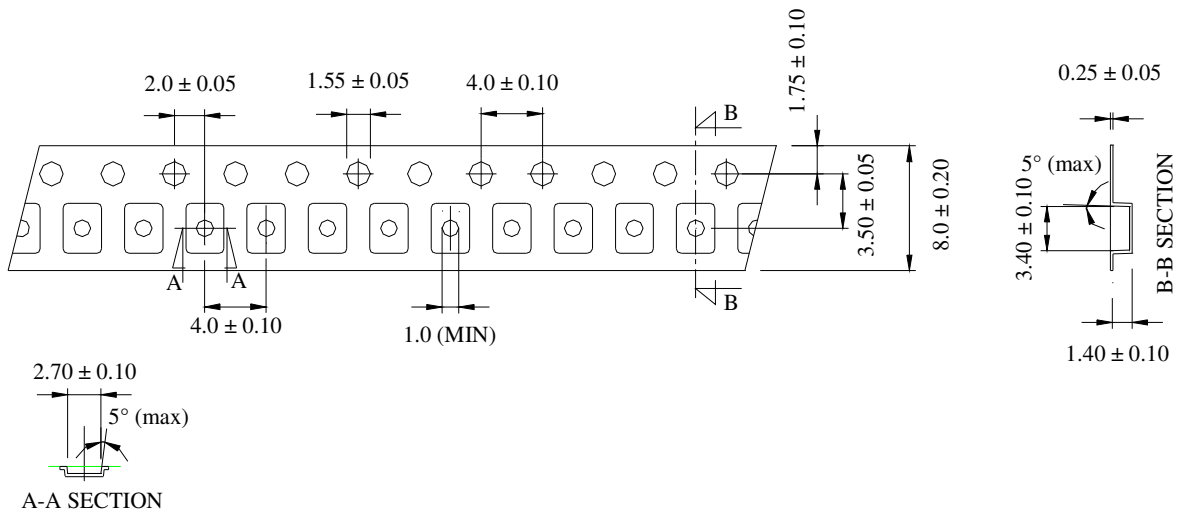 2.0 ± 0.05
1.55 ± 0.05
4.0 ± 0.10
1.75 ± 0.10
0.25 ± 0.05
B
5° (max)
3.50 ± 0.05
8.0 ± 0.20
3.40 ± 0.10
B-B SECTION
A
A
B
4.0 ± 0.10
1.0 (MIN)
1.40 ± 0.10
2.70 ± 0.10
5° (max)
A-A SECTION